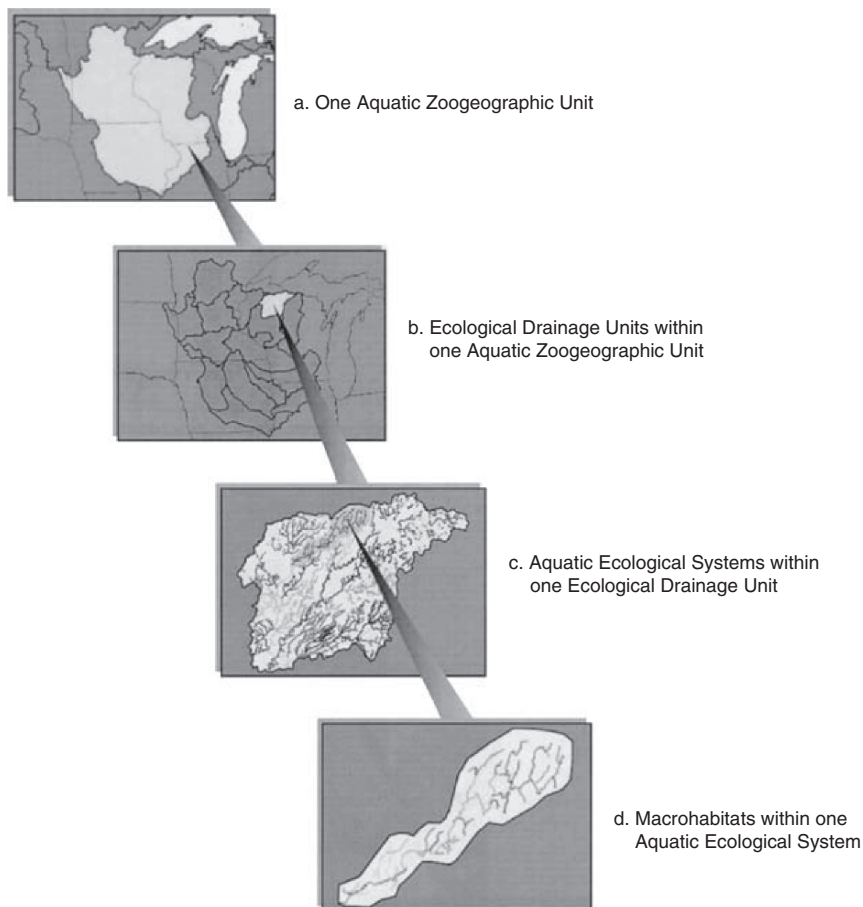 a. One Aquatic Zoogeographic Unit
b. Ecological Drainage Units within
one Aquatic Zoogeographic Unit
c. Aquatic Ecological Systems within
one Ecological Drainage Unit
d. Macrohabitats within one
Aquatic Ecological System